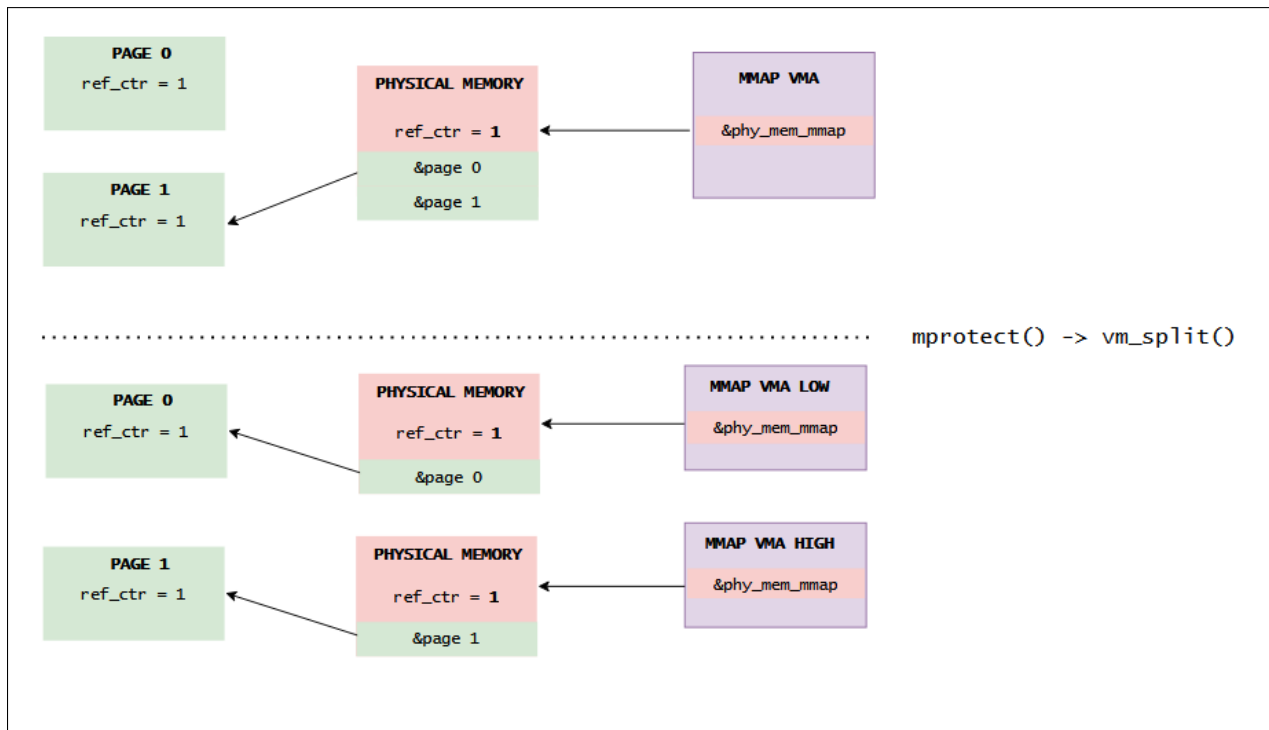 PAGE 0
ref_ctr = 1
PHYSICAL MEMORY
ref_ctr = 1
&page 0
&page 1
MMAP VMA
&phy_mem_mmap
PAGE 1
ref_ctr = 1
mprotect() -> vm_split()
PAGE 0
ref_ctr = 1
PHYSICAL MEMORY
ref_ctr = 1
&page 0
MMAP VMA LOW
&phy_mem_mmap
PAGE 1
ref_ctr = 1
PHYSICAL MEMORY
ref_ctr = 1
&page 1
MMAP VMA HIGH
&phy_mem_mmap